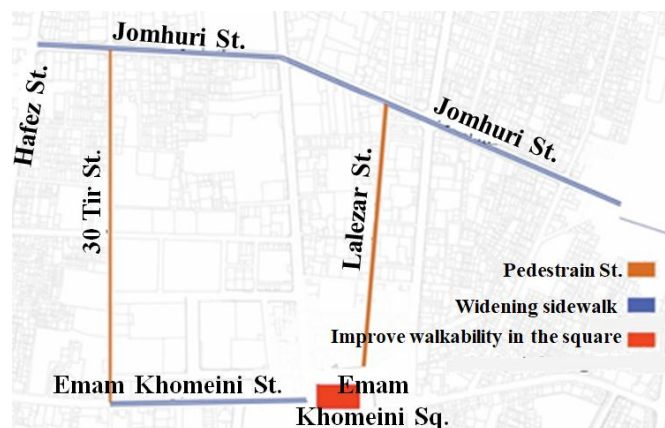 Jomhuri St.
Jomhuri St.
Hafez St.
30 Tir St.
Lalezar St.
Pedestrain St.
Widening sidewalk
Improve walkability in the square
Emam Khomeini St.
Emam
Khomeini Sq.